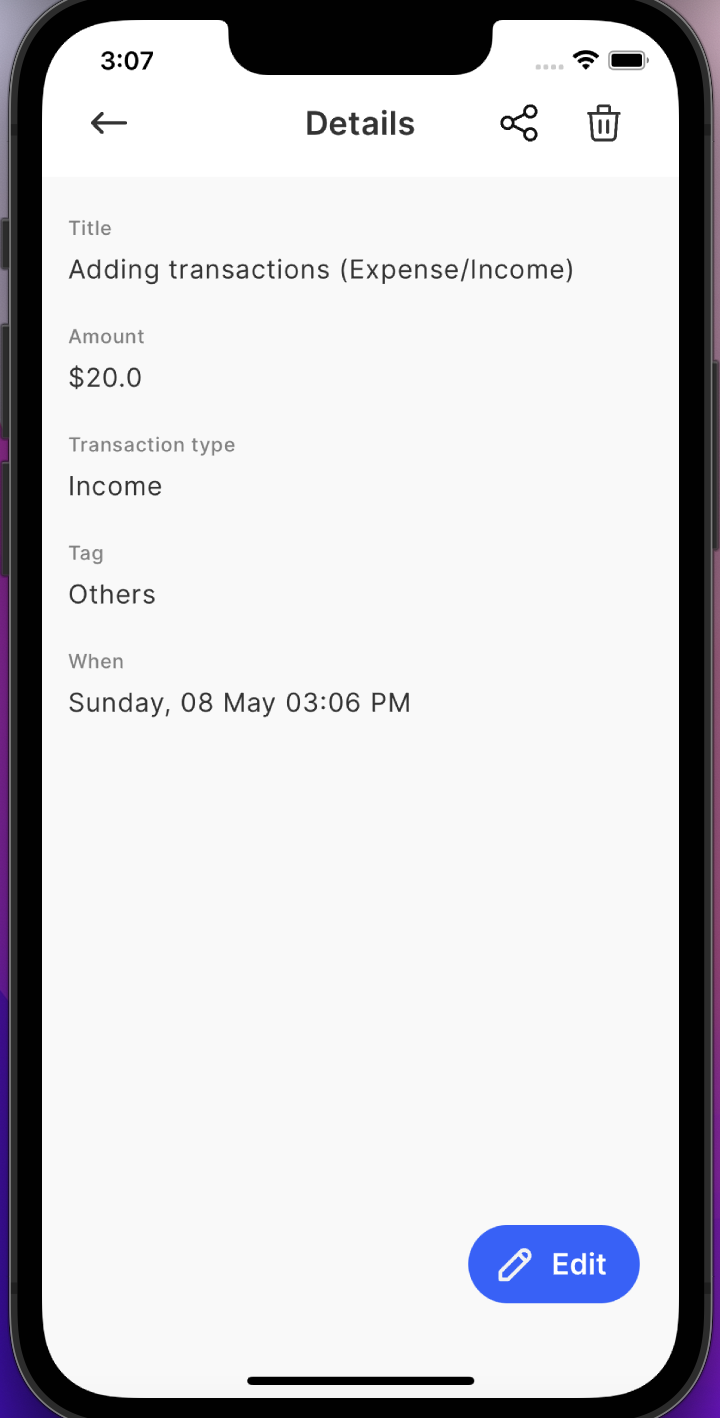 3:07
Details
Title
Adding transactions (Expense/Income)
Amount
$20.0
Transaction type
Income
Tag
Others
When
Sunday, 08 May 03:06 PM
Edit